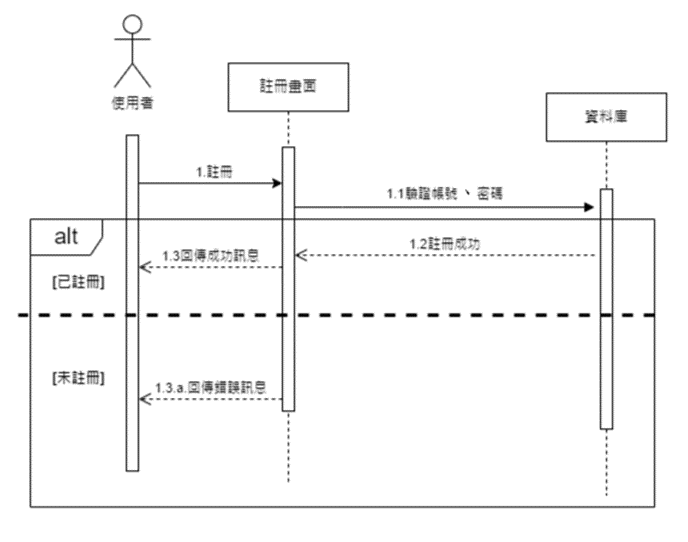 使用者
註冊畫面
資料庫
1.註冊
1.1驗證帳號、密碼
alt
1.2註冊成功
1.3回傳成功訊息
[已註冊]
[未註冊]
1.3.a.回傳錯誤訊息